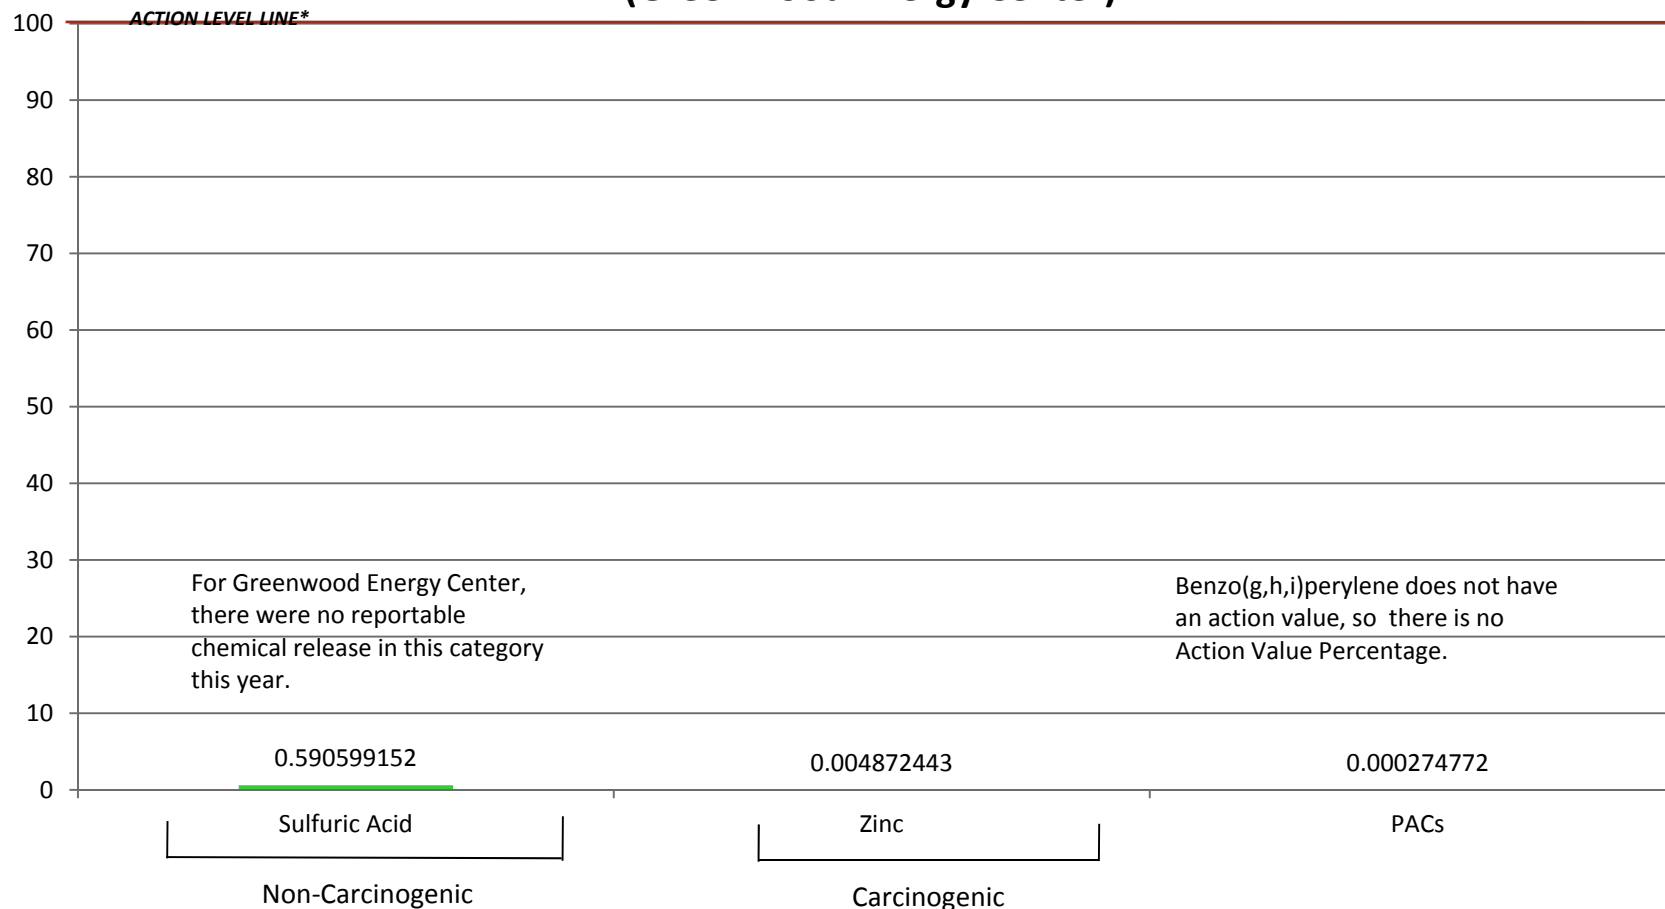 100
ACTION LEVEL LINE*
90
80
70
60
50
40
30
20
10
0
For Greenwood Energy Center,
there were no reportable
chemical release in this category
this year.
Benzo(g,h,i)perylene does not have
an action value, so  there is no
Action Value Percentage.
0.590599152
0.004872443
0.000274772
Sulfuric Acid
Zinc
PACs
Non-Carcinogenic
Carcinogenic